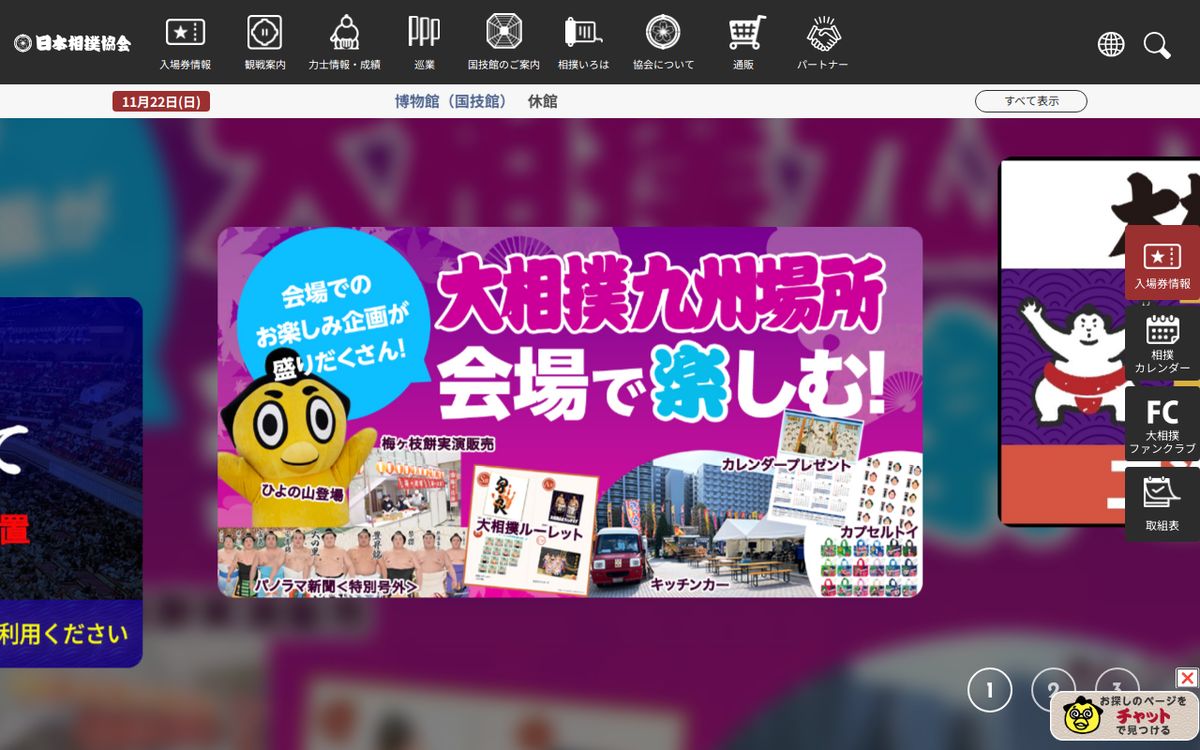 日本相撲協会
入場券情報
観戦案内
力士情報・成績
巡業
国技館のご案内
相撲いろは
協会について
通販
パートナー
11月22日(日)
博物館（国技館）　休館
すべて表示
会場での
お楽しみ企画が
盛りだくさん!
大相撲九州場所
会場で楽しむ!
梅ヶ枝餅実演販売
カレンダープレゼント
ひよの山登場!
大相撲ルーレット
カプセルトイ
パノラマ新聞<特別号外>
キッチンカー
て
置
利用ください
入場券情報
相撲
カレンダー
FC
大相撲
ファンクラブ
取組表
1
2
3
お探しのページを
チャット
で見つける